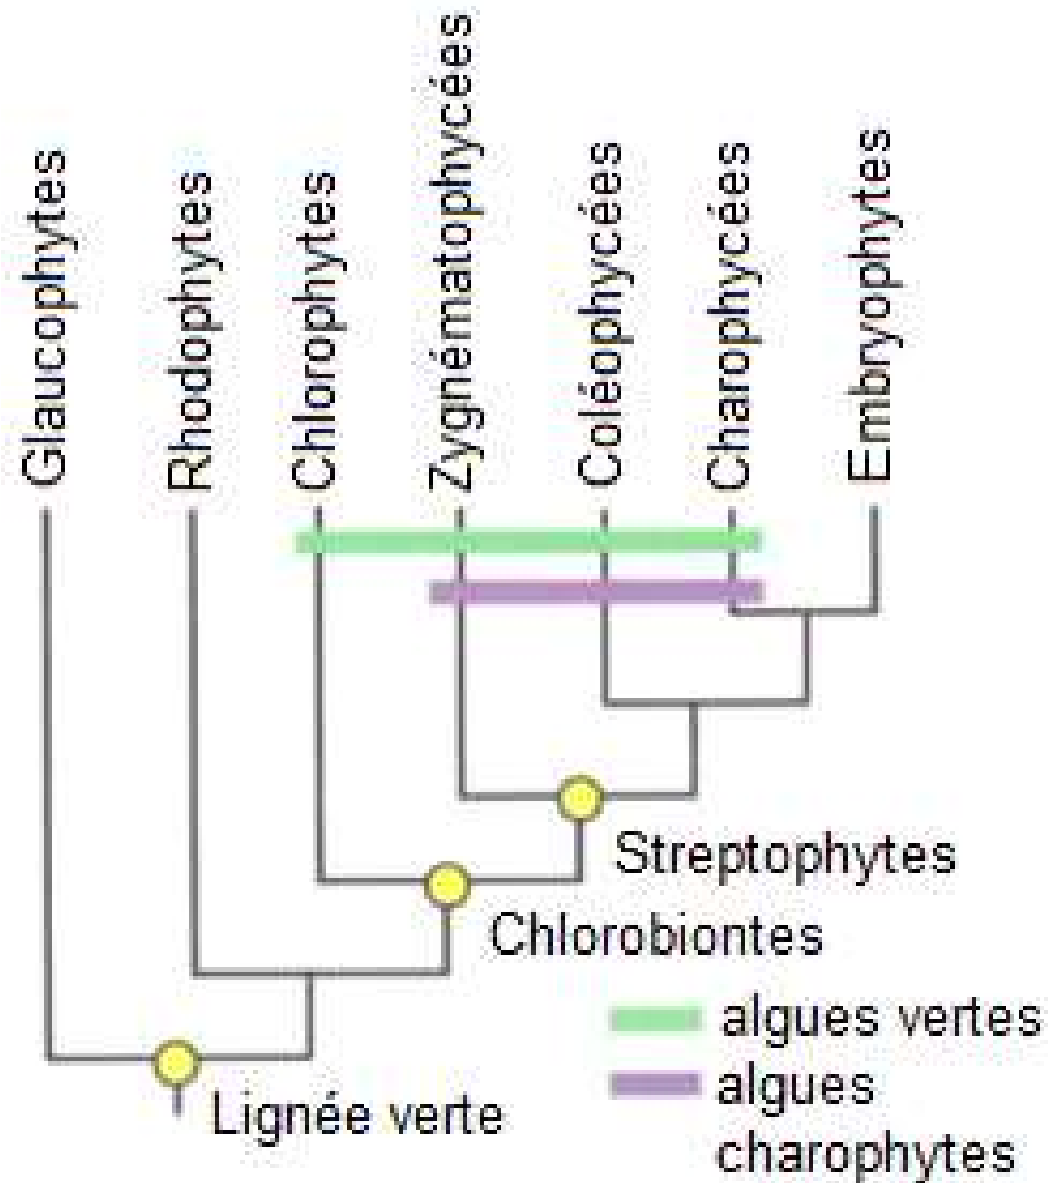 Glaucophytes
Rhodophytes
Chlorophytes
Zygnématophycées
Coléophycées
Charophycées
Embryophytes
Streptophytes
Chlorobiontes
algues vertes
algues
charophytes
Lignée verte